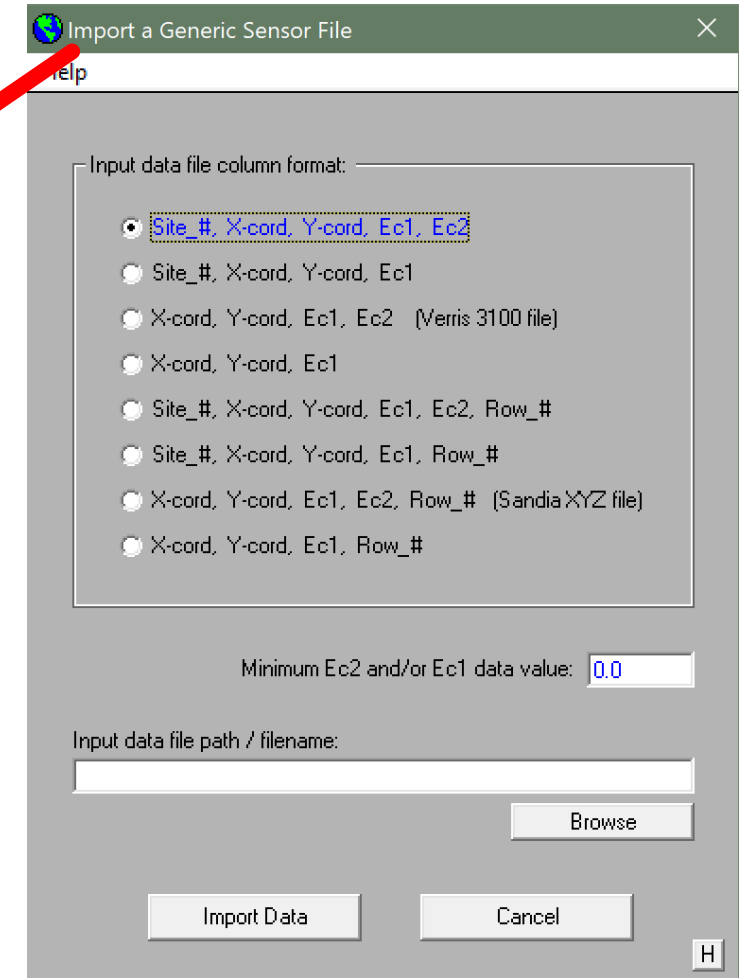 Import a Generic Sensor File
Help
Input data file column format:
Site_#, X-cord, Y-cord, Ec1, Ec2
Site_#, X-cord, Y-cord, Ec1
X-cord, Y-cord, Ec1, Ec2 (Verris 3100 file)
X-cord, Y-cord, Ec1
Site_#, X-cord, Y-cord, Ec1, Ec2, Row_#
Site_#, X-cord, Y-cord, Ec1, Row_#
X-cord, Y-cord, Ec1, Ec2, Row_# (Sandia XYZ file)
X-cord, Y-cord, Ec1, Row_#
Minimum Ec2 and/or Ec1 data value: 0.0
Input data file path / filename:
Browse
Import Data Cancel
H